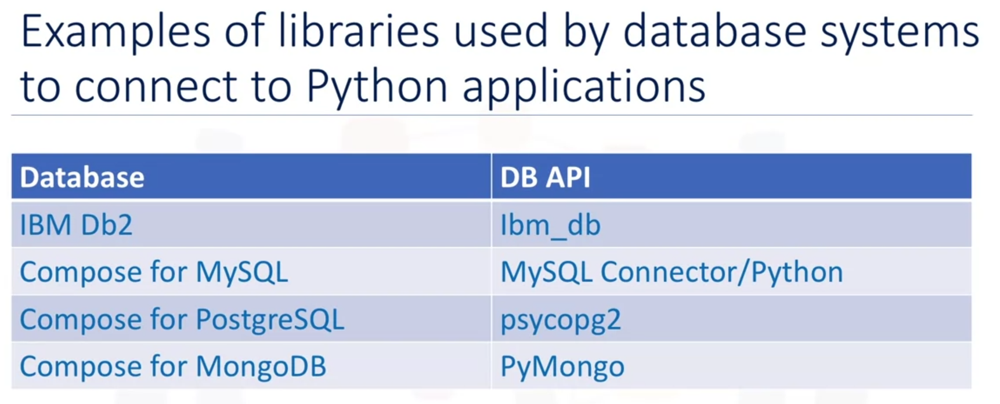 Examples of libraries used by database systems
to connect to Python applications
Database DB API
IBM Db2 Ibm_db
Compose for MySQL MySQL Connector/Python
Compose for PostgreSQL psycopg2
Compose for MongoDB PyMongo